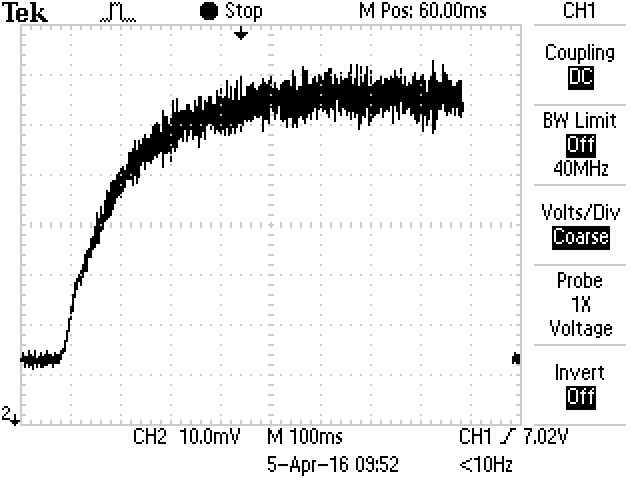 Tek Stop M Pos: 60.00ms CH1
Coupling
DC
BW Limit
Off
40MHz
Volts/Div
Coarse
Probe
1X
Voltage
Invert
Off
2
CH2 10.0mV M 100ms CH1 7.02V
5-Apr-16 09:52 <10Hz